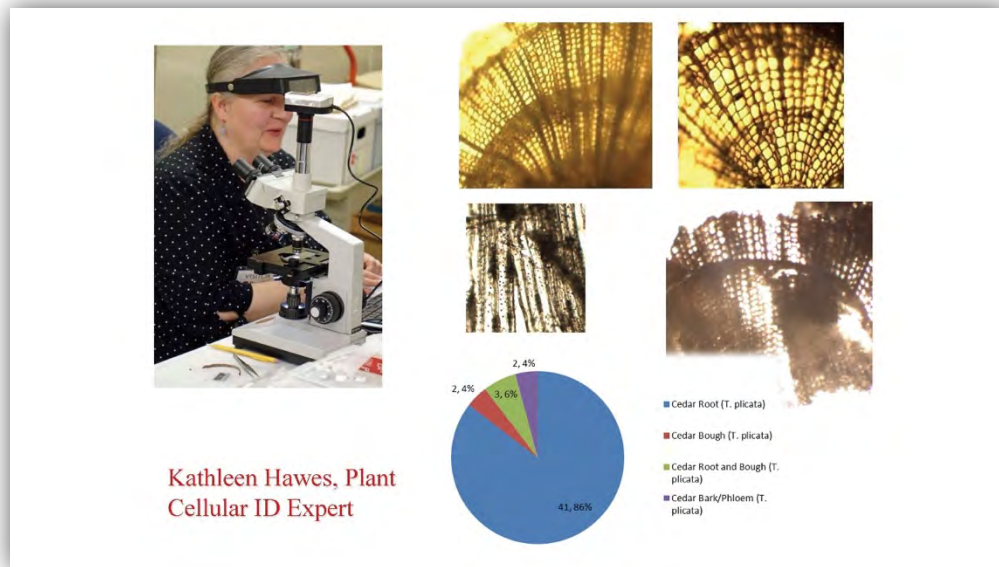 2, 4%
2, 4%
3, 6%
41, 86%
Cedar Root (T. plicata)
Cedar Bough (T. plicata)
Cedar Root and Bough (T.
plicata)
Cedar Bark/Phloem (T.
plicata)
Kathleen Hawes, Plant
Cellular ID Expert